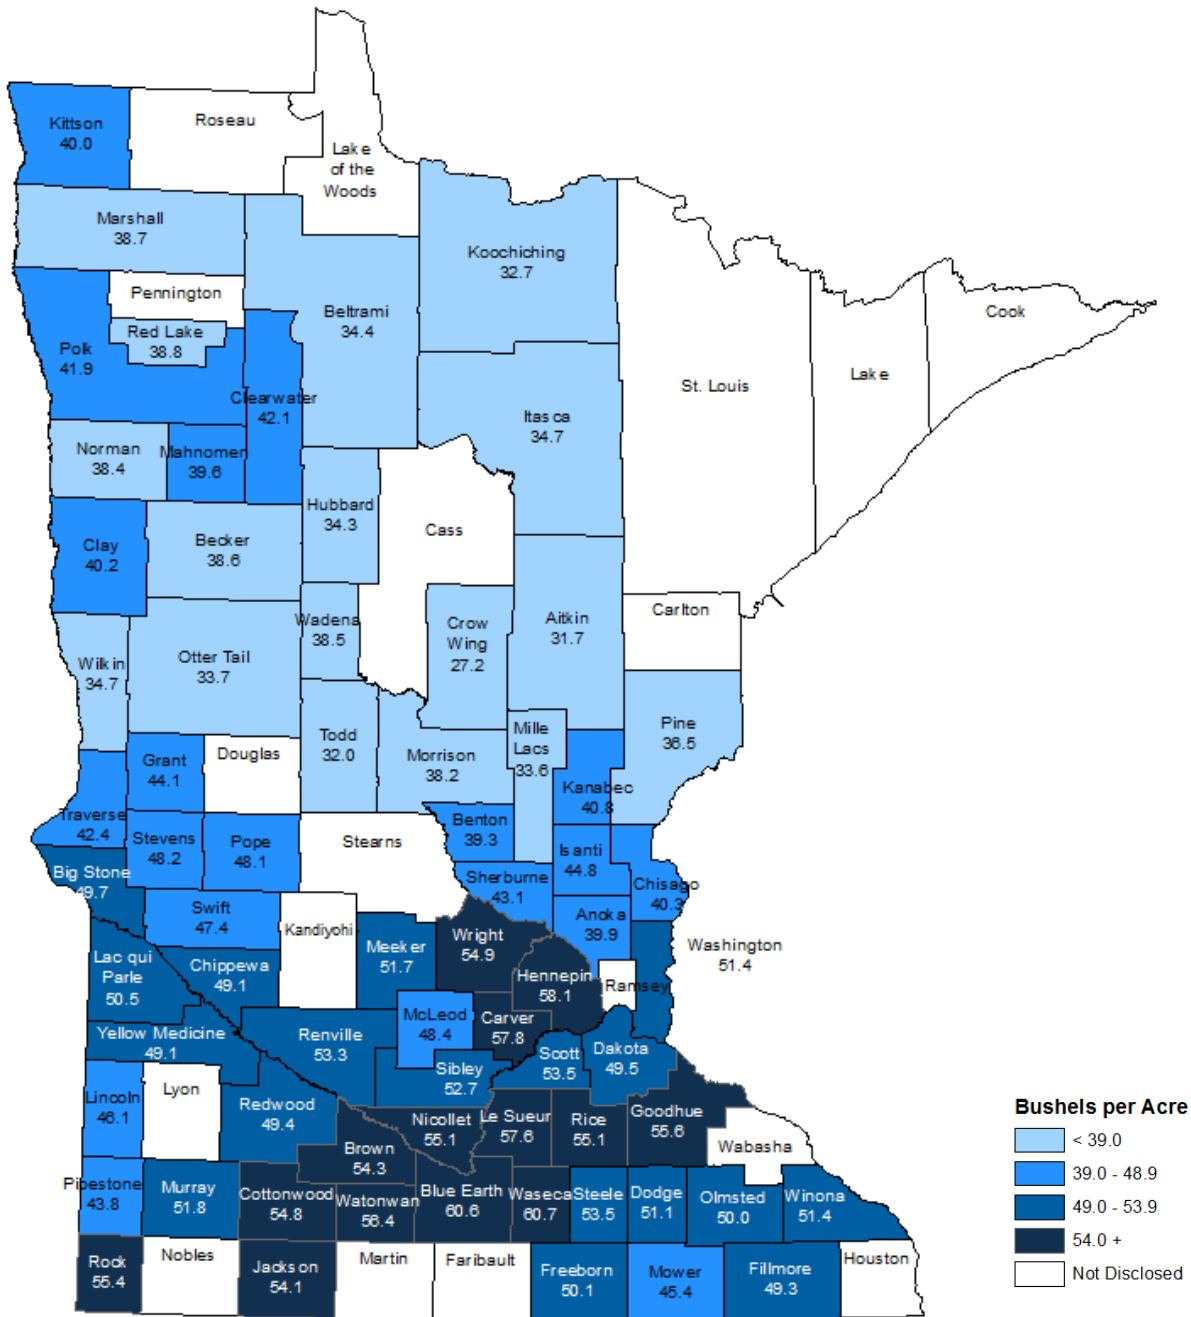 Kittson
40.0
Roseau
Lake
of the
Woods
Marshall
38.7
Koochiching
32.7
Pennington
Beltrami
34.4
Cook
Red Lake
38.8
Polk
41.9
Lake
St. Louis
Clearwater
42.1
Itasca
34.7
Norman
38.4
Mahnomen
39.6
Hubbard
34.3
Cass
Clay
40.2
Becker
38.6
Carlton
Wadena
38.5
Crow
Wing
27.2
Aitkin
31.7
Wilkin
34.7
Otter Tail
33.7
Pine
36.5
Todd
32.0
Mille
Lacs
33.6
Morrison
38.2
Grant
44.1
Douglas
Kanabec
40.8
Traverse
42.4
Stevens
48.2
Pope
48.1
Stearns
Benton
39.3
Isanti
44.8
Big Stone
49.7
Sherburne
43.1
Chisago
40.3
Swift
47.4
Kandiyohi
Anoka
39.9
Meeker
51.7
Wright
54.9
Washington
51.4
Lac qui
Parle
50.5
Chippewa
49.1
Hennepin
58.1
Ramsey
McLeod
48.4
Carver
57.8
Yellow Medicine
49.1
Renville
53.3
Scott
53.5
Dakota
49.5
Sibley
52.7
Lyon
Lincoln
46.1
Redwood
49.4
Nicollet
55.1
Le Sueur
57.6
Rice
55.1
Goodhue
55.6
Wabasha
Brown
54.3
Pipestone
43.8
Murray
51.8
Cottonwood
54.8
Watonwan
56.4
Blue Earth
60.6
Waseca
60.7
Steele
53.5
Dodge
51.1
Olmsted
50.0
Winona
51.4
Rock
55.4
Nobles
Jackson
54.1
Martin
Faribault
Freeborn
50.1
Mower
45.4
Fillmore
49.3
Houston
Bushels per Acre
< 39.0
39.0 - 48.9
49.0 - 53.9
54.0 +
Not Disclosed